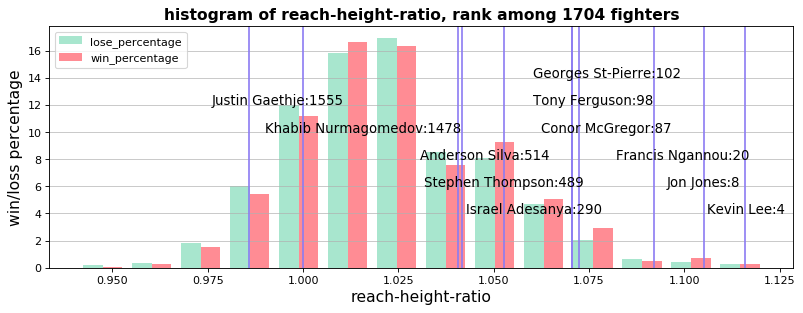 histogram of reach-height-ratio, rank among 1704 fighters
win/loss percentage
16
14
12
10
8
6
4
2
0
lose_percentage
win_percentage
Georges St-Pierre:102
Justin Gaethje:1555
Tony Ferguson:98
Khabib Nurmagomedov:1478
Conor McGregor:87
Anderson Silva:514
Francis Ngannou:20
Stephen Thompson:489
Jon Jones:8
Israel Adesanya:290
Kevin Lee:4
0.950
0.975
1.000
1.025
1.050
1.075
1.100
1.125
reach-height-ratio